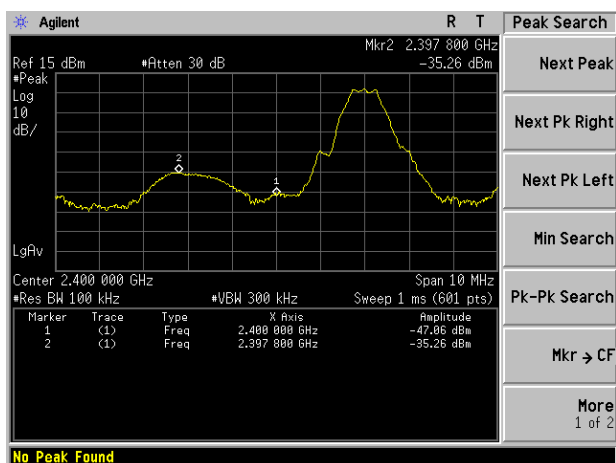 Agilent R T Peak Search
Mkr2 2.397 800 GHz
Ref 15 dBm #Atten 30 dB -35.26 dBm
#Peak
Log
10
dB/
2
1
LgAv
Center 2.400 000 GHz Span 10 MHz
#Res BW 100 kHz #VBW 300 kHz Sweep 1 ms (601 pts)
Marker Trace Type X Axis Amplitude
1 (1) Freq 2.400 000 GHz -47.06 dBm
2 (1) Freq 2.397 800 GHz -35.26 dBm
No Peak Found
Next Peak
Next Pk Right
Next Pk Left
Min Search
Pk-Pk Search
Mkr → CF
More
1 of 2